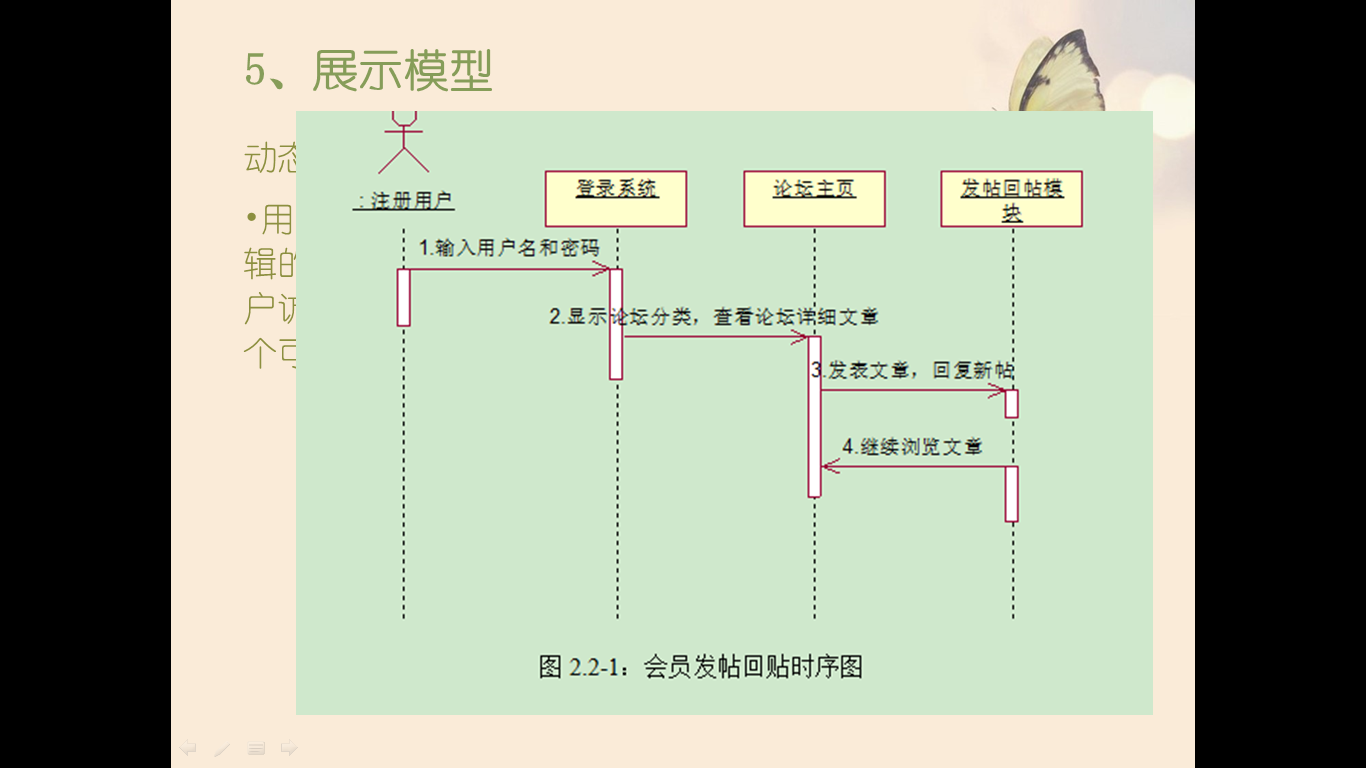 5、展示模型
动态
•用
辑的
户
个可
: 注册用户
登录系统
论坛主页
发帖回帖模
块
1.输入用户名和密码
2.显示论坛分类，查看论坛详细文章
3.发表文章，回复新帖
4.继续浏览文章
图 2.2-1：会员发帖回贴时序图